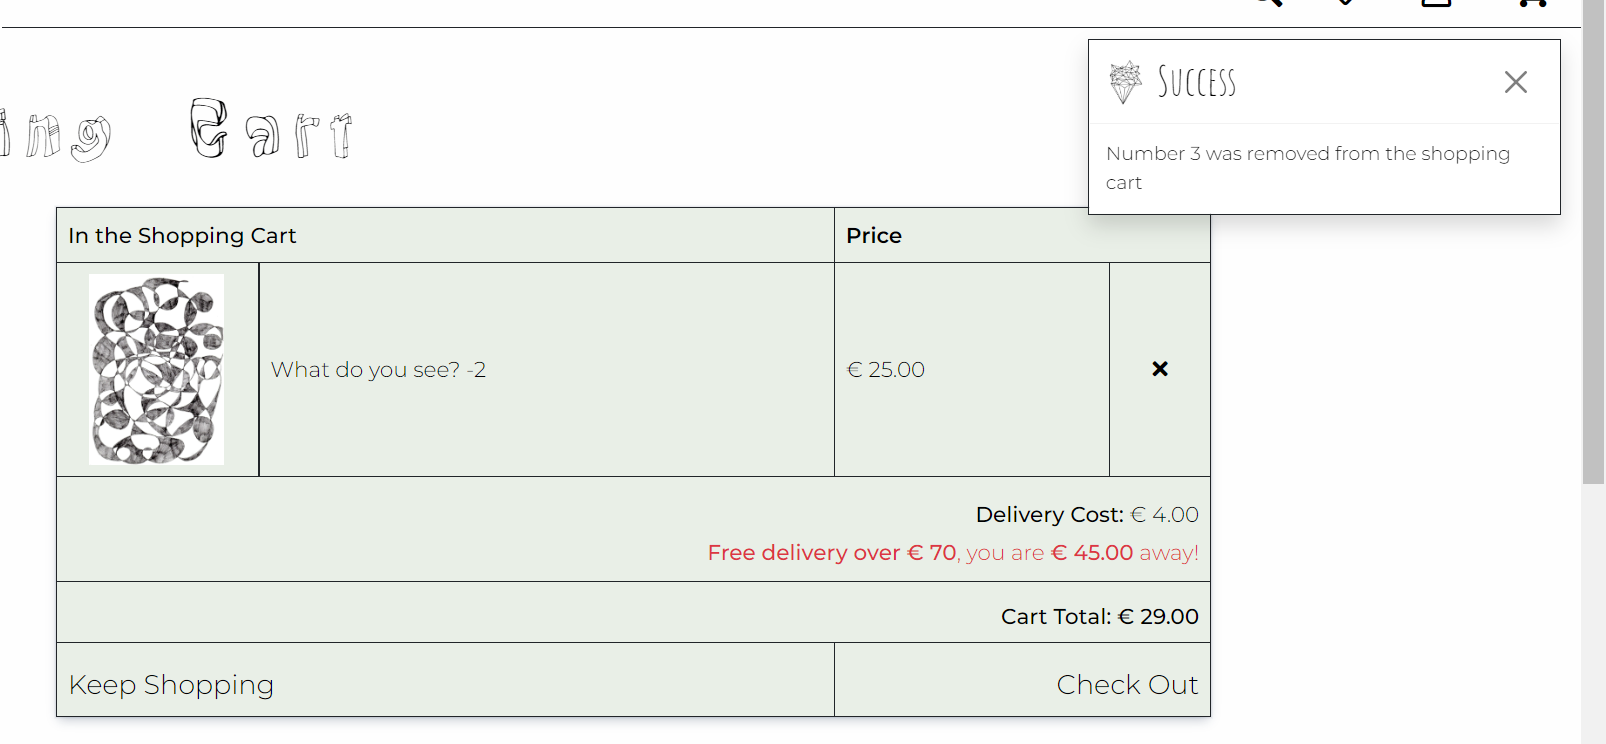 Success
ing Cart
Number 3 was removed from the shopping
cart
In the Shopping Cart
Price
What do you see? -2
€ 25.00
Delivery Cost: € 4.00
Free delivery over € 70, you are € 45.00 away!
Cart Total: € 29.00
Keep Shopping
Check Out